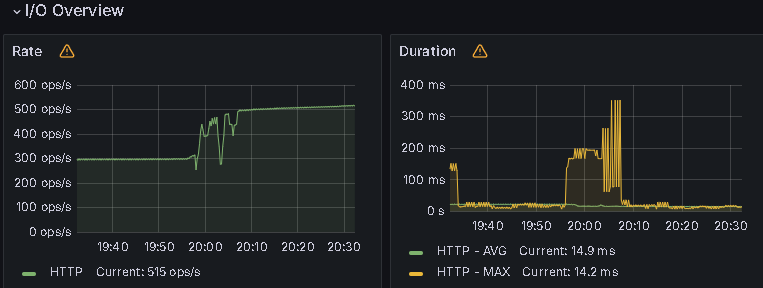 I/O Overview
Rate
600 ops/s
500 ops/s
400 ops/s
300 ops/s
200 ops/s
100 ops/s
0 ops/s
19:40 19:50 20:00 20:10 20:20 20:30
HTTP Current: 515 ops/s
Duration
400 ms
300 ms
200 ms
100 ms
0 s
19:40 19:50 20:00 20:10 20:20 20:30
HTTP - AVG Current: 14.9 ms
HTTP - MAX Current: 14.2 ms